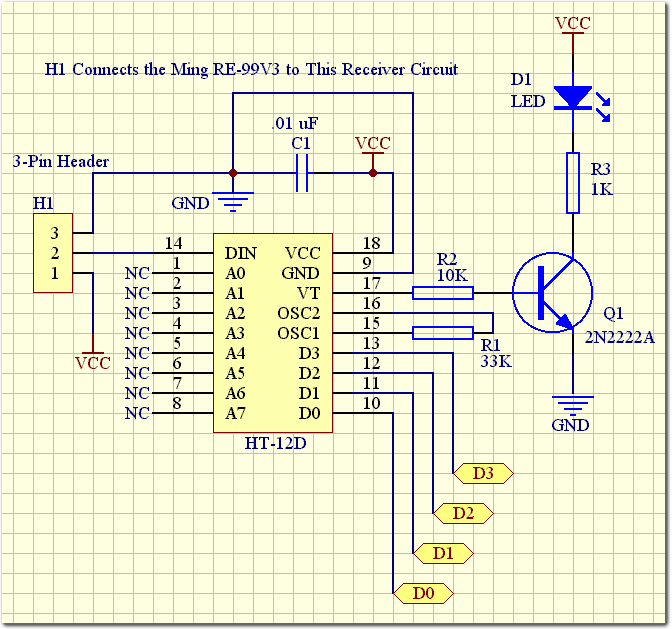 VCC
H1 Connects the Ming RE-99V3 to This Receiver Circuit
D1
LED
.01 uF
C1
VCC
3-Pin Header
R3
1K
H1
GND
3
2
1
14 DIN VCC 18
NC 1 A0 GND 9
NC 2 A1 VT 17
NC 3 A2 OSC2 16
NC 4 A3 OSC1 15
NC 5 A4 D3 13
NC 6 A5 D2 12
NC 7 A6 D1 11
NC 8 A7 D0 10
HT-12D
VCC
R2
10K
R1
33K
Q1
2N2222A
GND
D3
D2
D1
D0